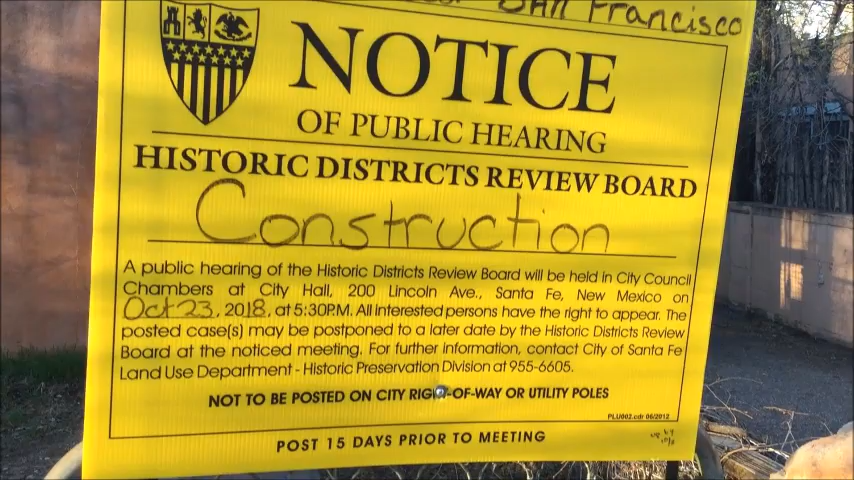 San Francisco
NOTICE
OF PUBLIC HEARING
HISTORIC DISTRICTS REVIEW BOARD
Construction
A public hearing of the Historic Districts Review Board will be held in City Council
Chambers at City Hall, 200 Lincoln Ave., Santa Fe, New Mexico on
Oct 23, 2018, at 5:30P.M. All interested persons have the right to appear. The
posted case(s) may be postponed to a later date by the Historic Districts Review
Board at the noticed meeting. For further information, contact City of Santa Fe
Land Use Department - Historic Preservation Division at 955-6605.
NOT TO BE POSTED ON CITY RIGHT-OF-WAY OR UTILITY POLES
PLU002.cdr 06/2012
POST 15 DAYS PRIOR TO MEETING